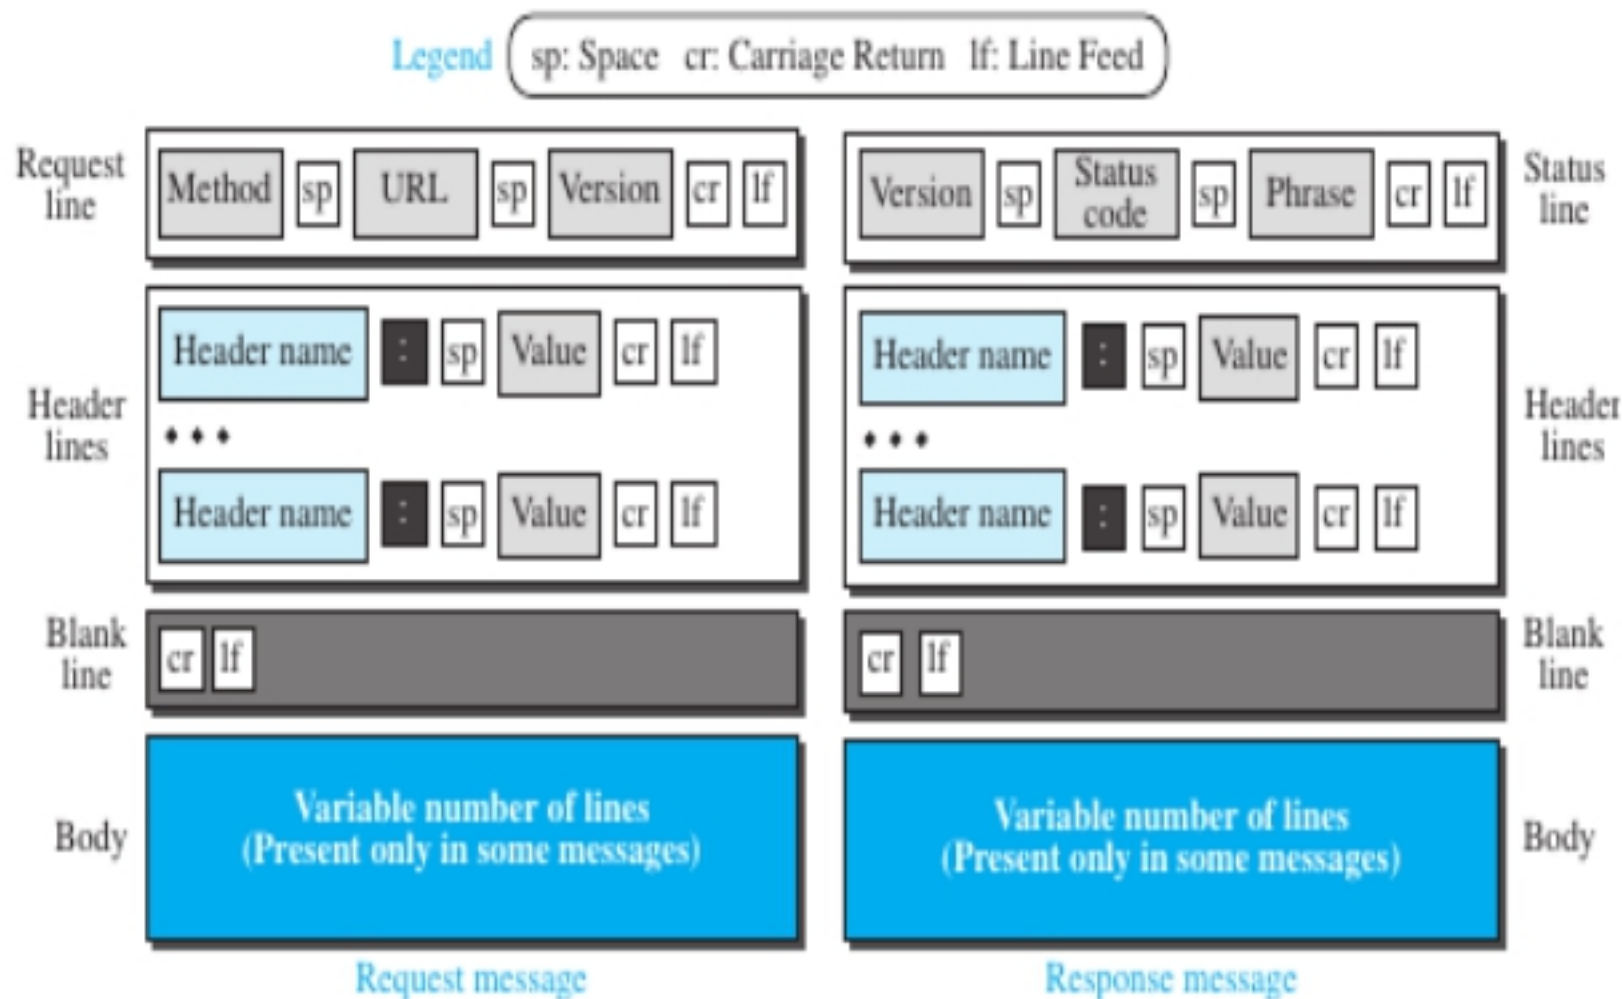 Legend sp: Space cr: Carriage Return lf: Line Feed
Request
line
Method sp URL sp Version cr lf
Header
lines
Header name : sp Value cr lf
Header name : sp Value cr lf
Blank
line
cr lf
Body
Variable number of lines
(Present only in some messages)
Request message
Version sp Status code sp Phrase cr lf
Status
line
Header name : sp Value cr lf
Header name : sp Value cr lf
Header
lines
cr lf
Blank
line
Variable number of lines
(Present only in some messages)
Body
Response message